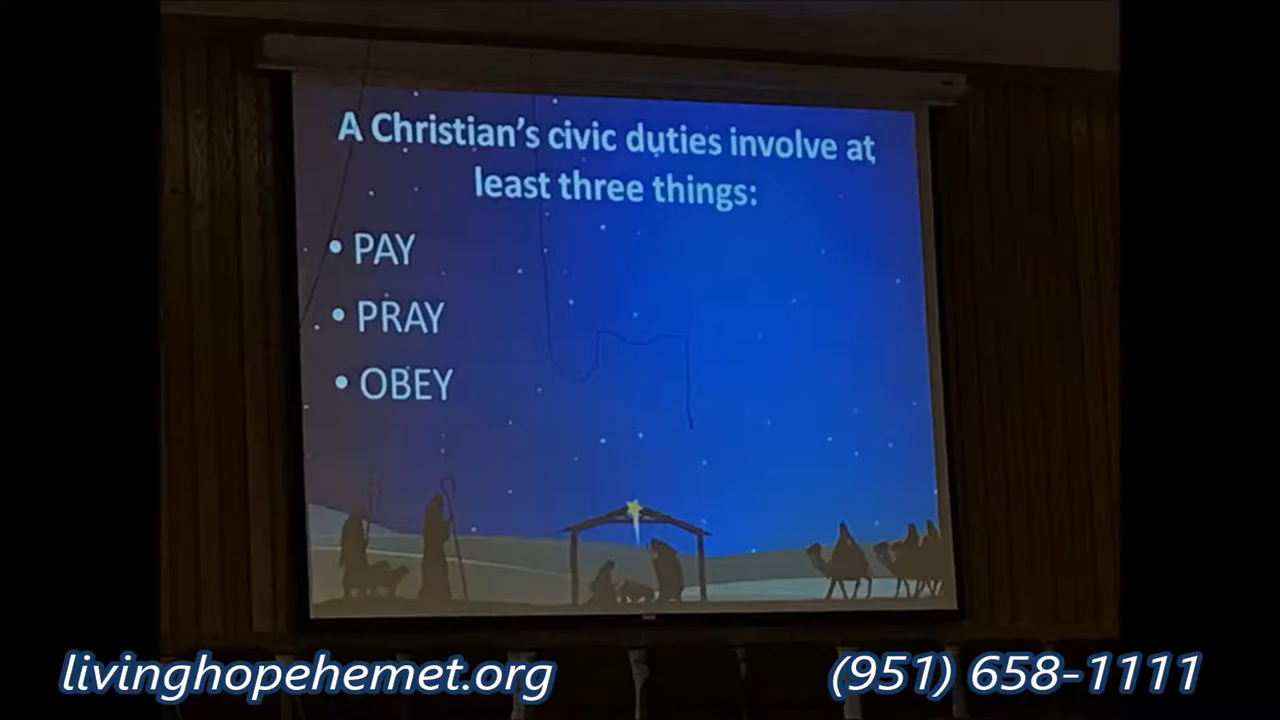 A Christian's civic duties involve at
least three things:
• PAY
• PRAY
• OBEY
livinghopehemet.org
(951) 658-1111